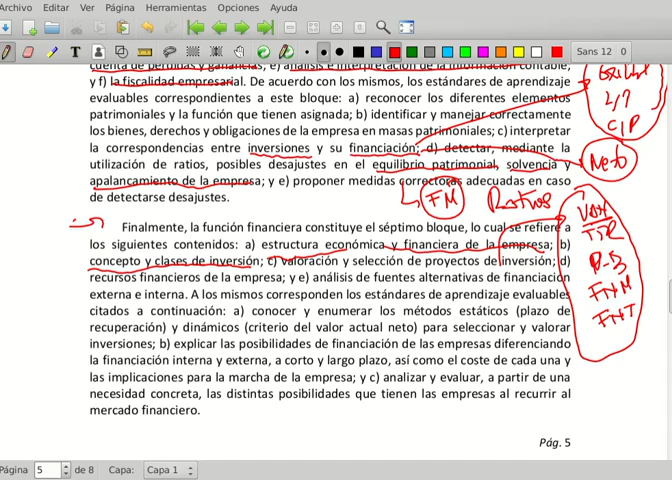 Archivo Editar Ver Página Herramientas Opciones Ayuda
T
Sans 12 0
cuenta de pérdidas y ganancias; e) análisis e interpretación de la información contable;
y f) la fiscalidad empresarial. De acuerdo con los mismos, los estándares de aprendizaje
evaluables correspondientes a este bloque: a) reconocer los diferentes elementos
patrimoniales y la función que tienen asignada; b) identificar y manejar correctamente
los bienes, derechos y obligaciones de la empresa en masas patrimoniales; c) interpretar
la correspondencias entre inversiones y su financiación; d) detectar, mediante la
utilización de ratios, posibles desajustes en el equilibrio patrimonial, solvencia y
apalancamiento de la empresa; y e) proponer medidas correctoras adecuadas en caso
de detectarse desajustes.
L/P
C/P
Neto
FM Ratios
Finalmente, la función financiera constituye el séptimo bloque, lo cual se refiere a
los siguientes contenidos: a) estructura económica y financiera de la empresa; b)
concepto y clases de inversión; c) valoración y selección de proyectos de inversión; d)
recursos financieros de la empresa; y e) análisis de fuentes alternativas de financiación
externa e interna. A los mismos corresponden los estándares de aprendizaje evaluables
citados a continuación: a) conocer y enumerar los métodos estáticos (plazo de
recuperación) y dinámicos (criterio del valor actual neto) para seleccionar y valorar
inversiones; b) explicar las posibilidades de financiación de las empresas diferenciando
la financiación interna y externa, a corto y largo plazo, así como el coste de cada una y
las implicaciones para la marcha de la empresa; y c) analizar y evaluar, a partir de una
necesidad concreta, las distintas posibilidades que tienen las empresas al recurrir al
mercado financiero.
VAN
TIR
P-B
FNM
FNT
Pág. 5
Página 5 de 8 Capa: Capa 1